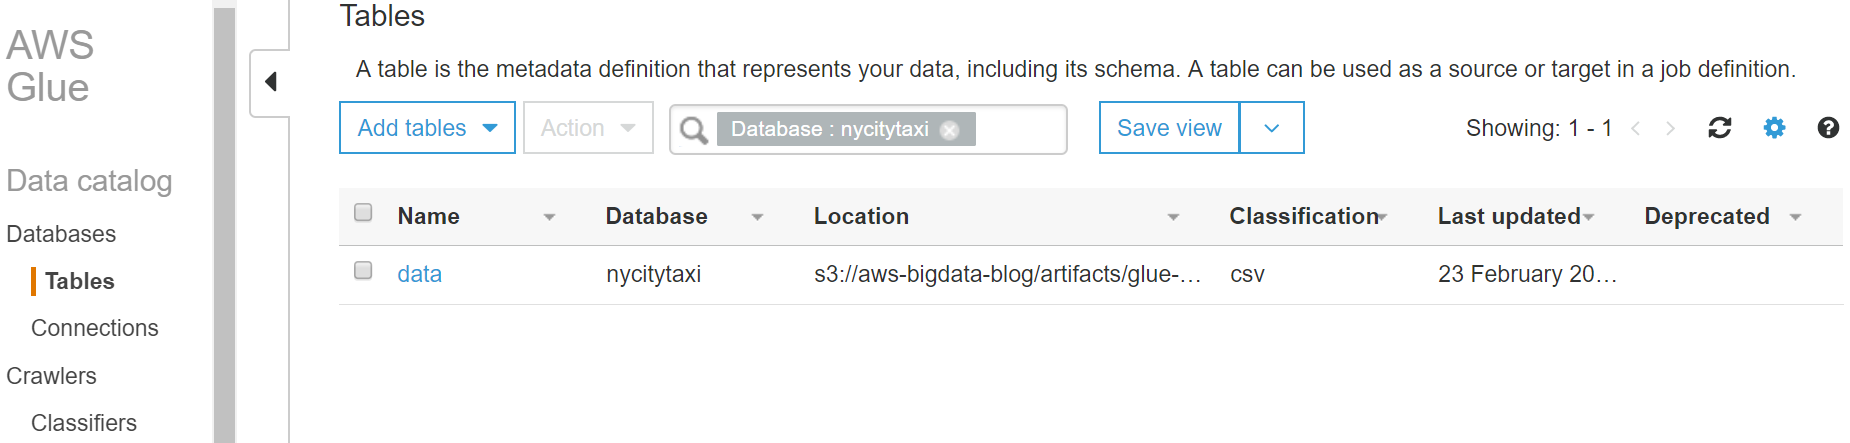 AWS
Glue
Data catalog
Databases
Tables
Connections
Crawlers
Classifiers
Tables
A table is the metadata definition that represents your data, including its schema. A table can be used as a source or target in a job definition.
Add tables Action Database : nycitytaxi Save view Showing: 1 - 1
Name Database Location Classification Last updated Deprecated
data nycitytaxi s3://aws-bigdata-blog/artifacts/glue-... csv 23 February 20...